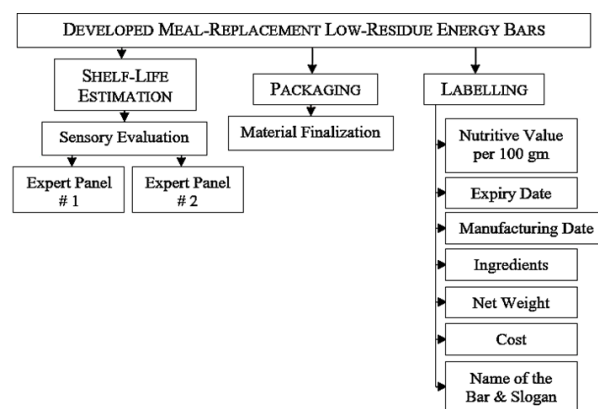 DEVELOPED MEAL-REPLACEMENT LOW-RESIDUE ENERGY BARS
SHELF-LIFE
ESTIMATION
PACKAGING
LABELLING
Sensory Evaluation
Material Finalization
Expert Panel
# 1
Expert Panel
# 2
Nutritive Value
per 100 gm
Expiry Date
Manufacturing Date
Ingredients
Net Weight
Cost
Name of the
Bar & Slogan